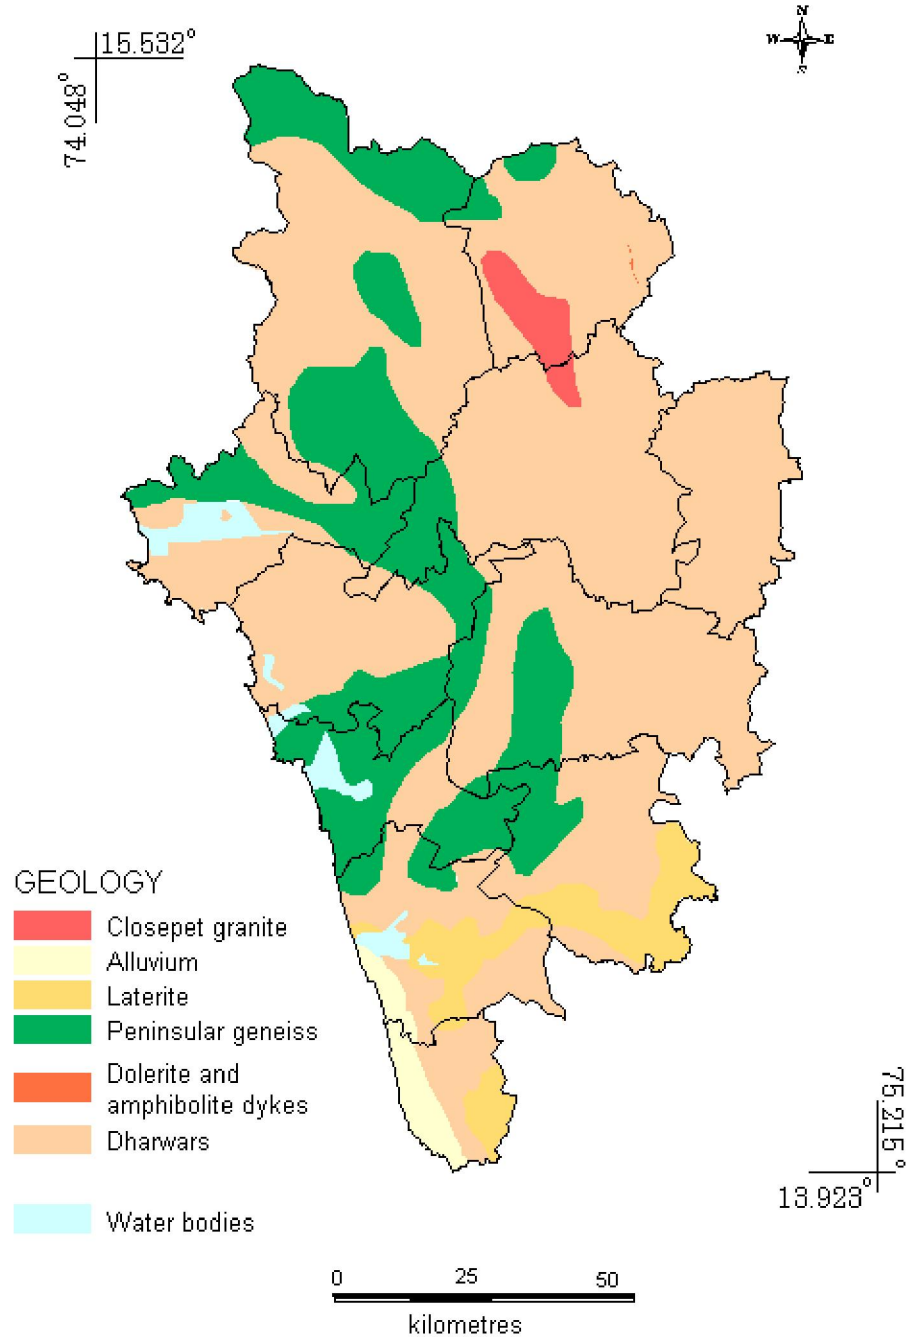 N
W E
S
15.532°
74.048°
GEOLOGY
Closepet granite
Alluvium
Laterite
Peninsular geneiss
Dolerite and
amphibolite dykes
Dharwars
Water bodies
75.215°
13.923°
0 25 50
kilometres